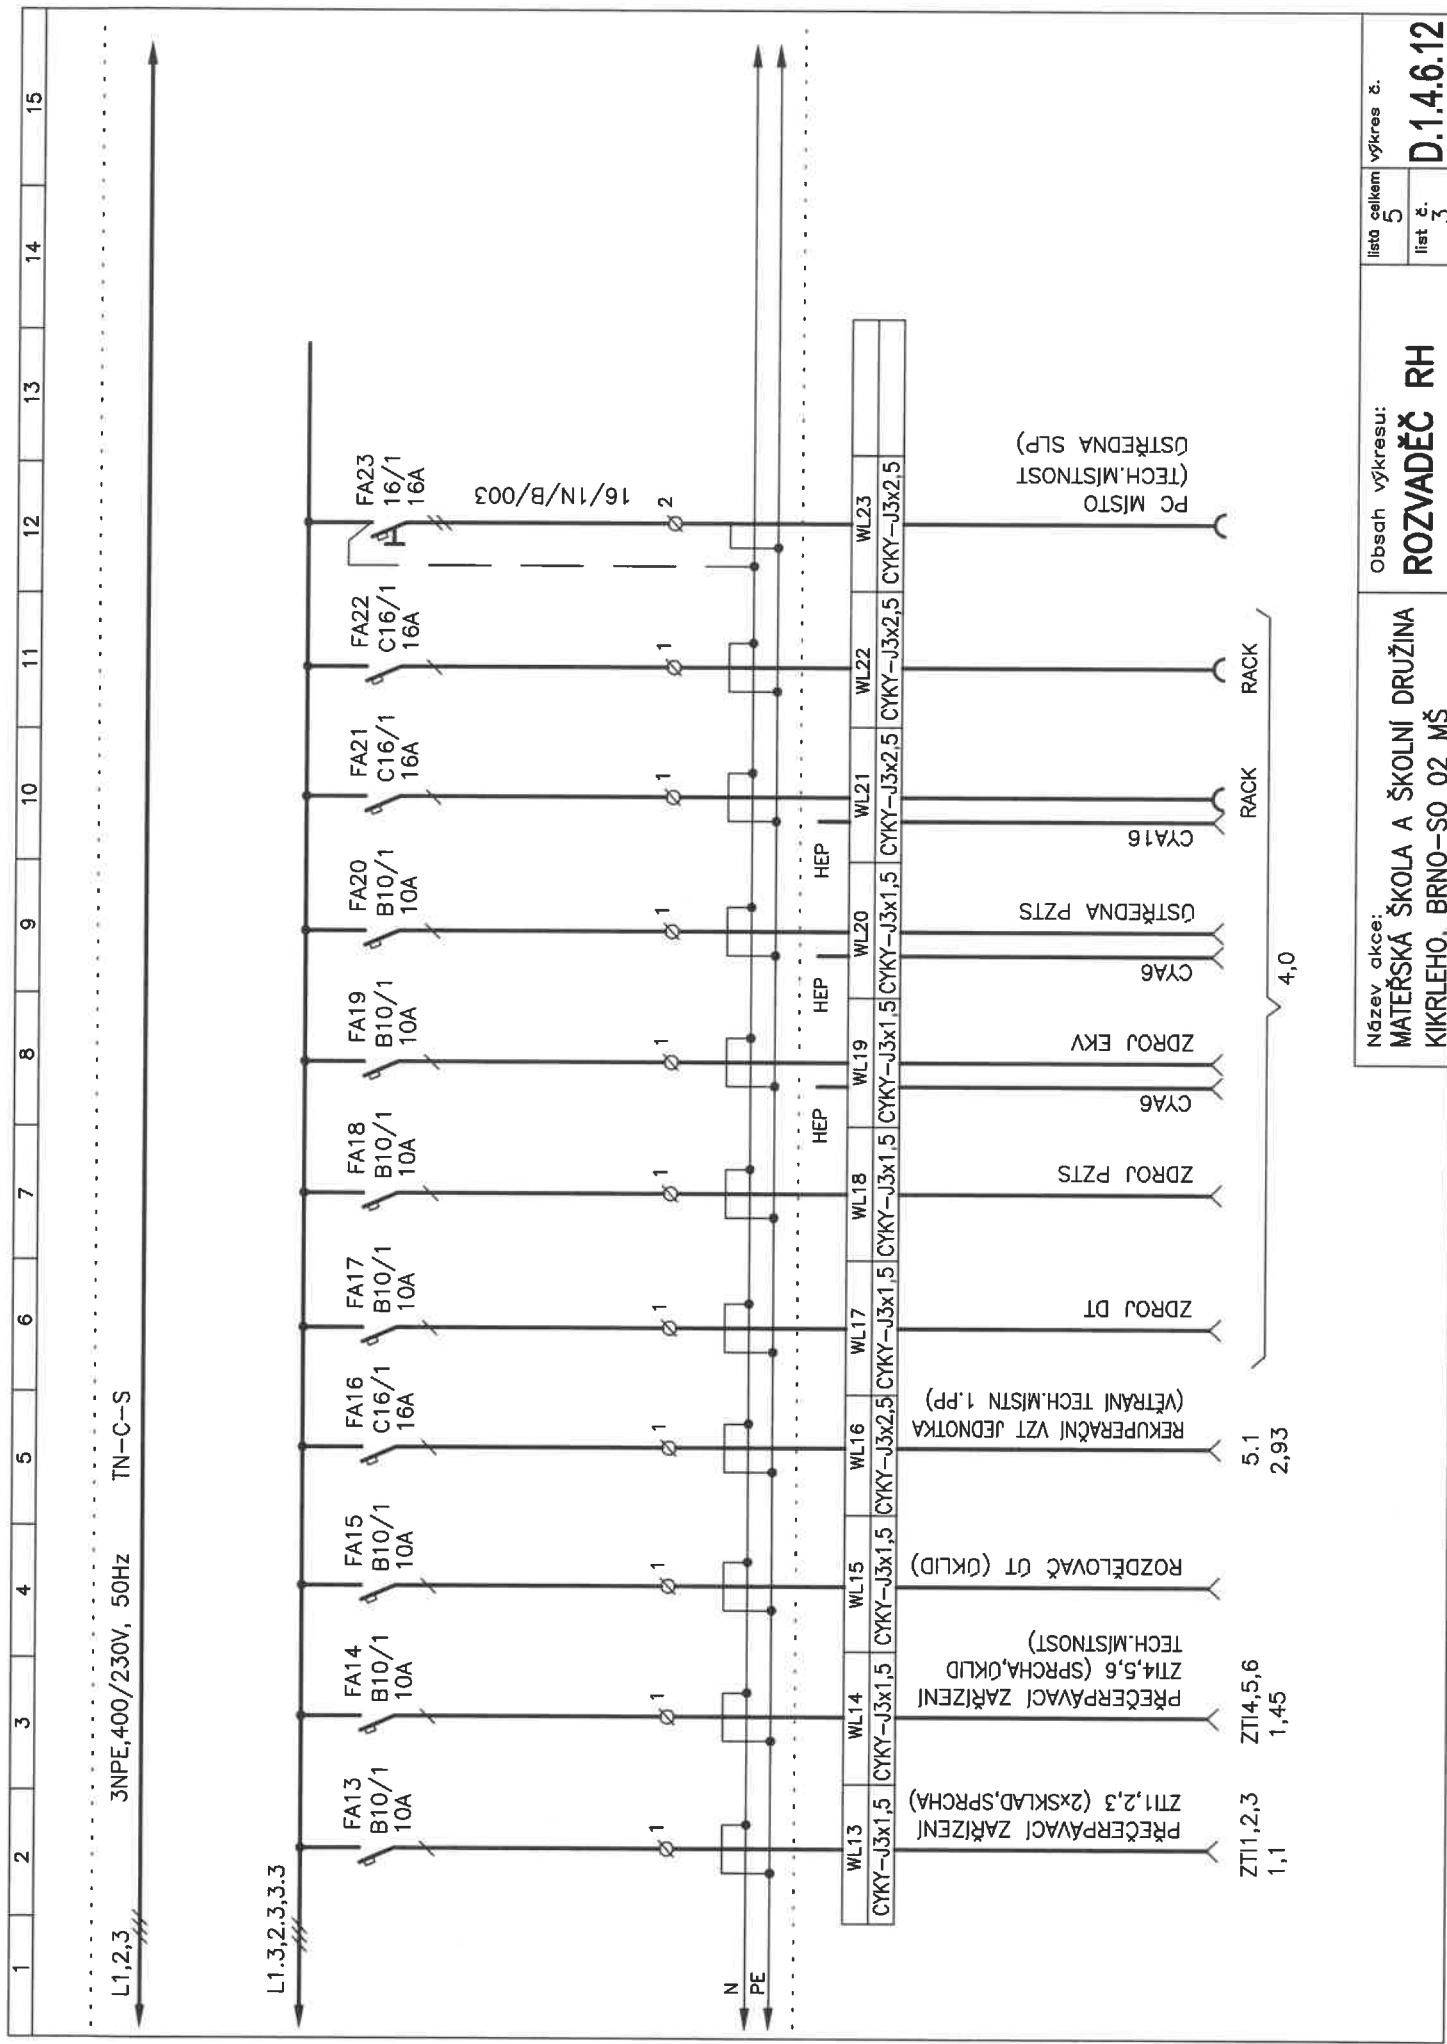 1 2 3 4 5 6 7 8 9 10 11 12 13 14 15
L1,2,3
3NPE,400/230V, 50Hz TN-C-S
L1.3,2.3,3.3
FA13
B10/1
10A
FA14
B10/1
10A
FA15
B10/1
10A
FA16
C16/1
16A
FA17
B10/1
10A
FA18
B10/1
10A
FA19
B10/1
10A
FA20
B10/1
10A
FA21
C16/1
16A
FA22
C16/1
16A
FA23
16/1
16A
16/1N/B/003
1 1 1 1 1 1 1 1 1 1 2
N
PE
HEP HEP HEP
WL13 WL14 WL15 WL16 WL17 WL18 WL19 WL20 WL21 WL22 WL23
CYKY-J3x1,5 CYKY-J3x1,5 CYKY-J3x1,5 CYKY-J3x2,5 CYKY-J3x1,5 CYKY-J3x1,5 CYKY-J3x1,5 CYKY-J3x1,5 CYKY-J3x2,5 CYKY-J3x2,5 CYKY-J3x2,5
PŘEČERPÁVACÍ ZAŘÍZENÍ
ZTI1,2,3 (2xSKLAD,SPRCHA)
PŘEČERPÁVACÍ ZAŘÍZENÍ
ZTI4,5,6 (SPRCHA,ÚKLID
TECH.MÍSTNOST)
ROZDĚLOVAČ ÚT (ÚKLID)
REKUPERAČNÍ VZT JEDNOTKA
(VĚTRÁNÍ TECH.MÍSTN 1.PP)
ZDROJ DT
ZDROJ PZTS
CYA6
ZDROJ EKV
CYA6
ÚSTŘEDNA PZTS
CYA16
PC MÍSTO
(TECH.MÍSTNOST
ÚSTŘEDNA SLP)
ZTI1,2,3
1,1
ZTI4,5,6
1,45
5.1
2,93
RACK
RACK
4,0
Název akce:
MATEŘSKÁ ŠKOLA A ŠKOLNÍ DRUŽINA
KIKRLEHO, BRNO-SO 02 MŠ
Obsah výkresu:
ROZVADĚČ RH
listů celkem
5
list č.
3
výkres č.
D.1.4.6.12